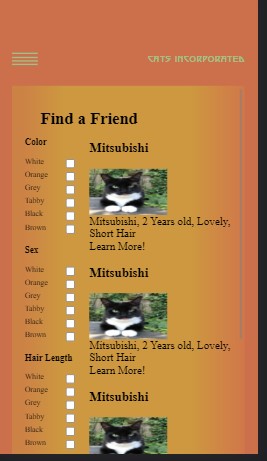 CATS INCORPORATED
Find a Friend
Color
White
Orange
Grey
Tabby
Black
Brown
Sex
White
Orange
Grey
Tabby
Black
Brown
Hair Length
White
Orange
Grey
Tabby
Black
Brown
Mitsubishi
Mitsubishi, 2 Years old, Lovely,
Short Hair
Learn More!
Mitsubishi
Mitsubishi, 2 Years old, Lovely,
Short Hair
Learn More!
Mitsubishi